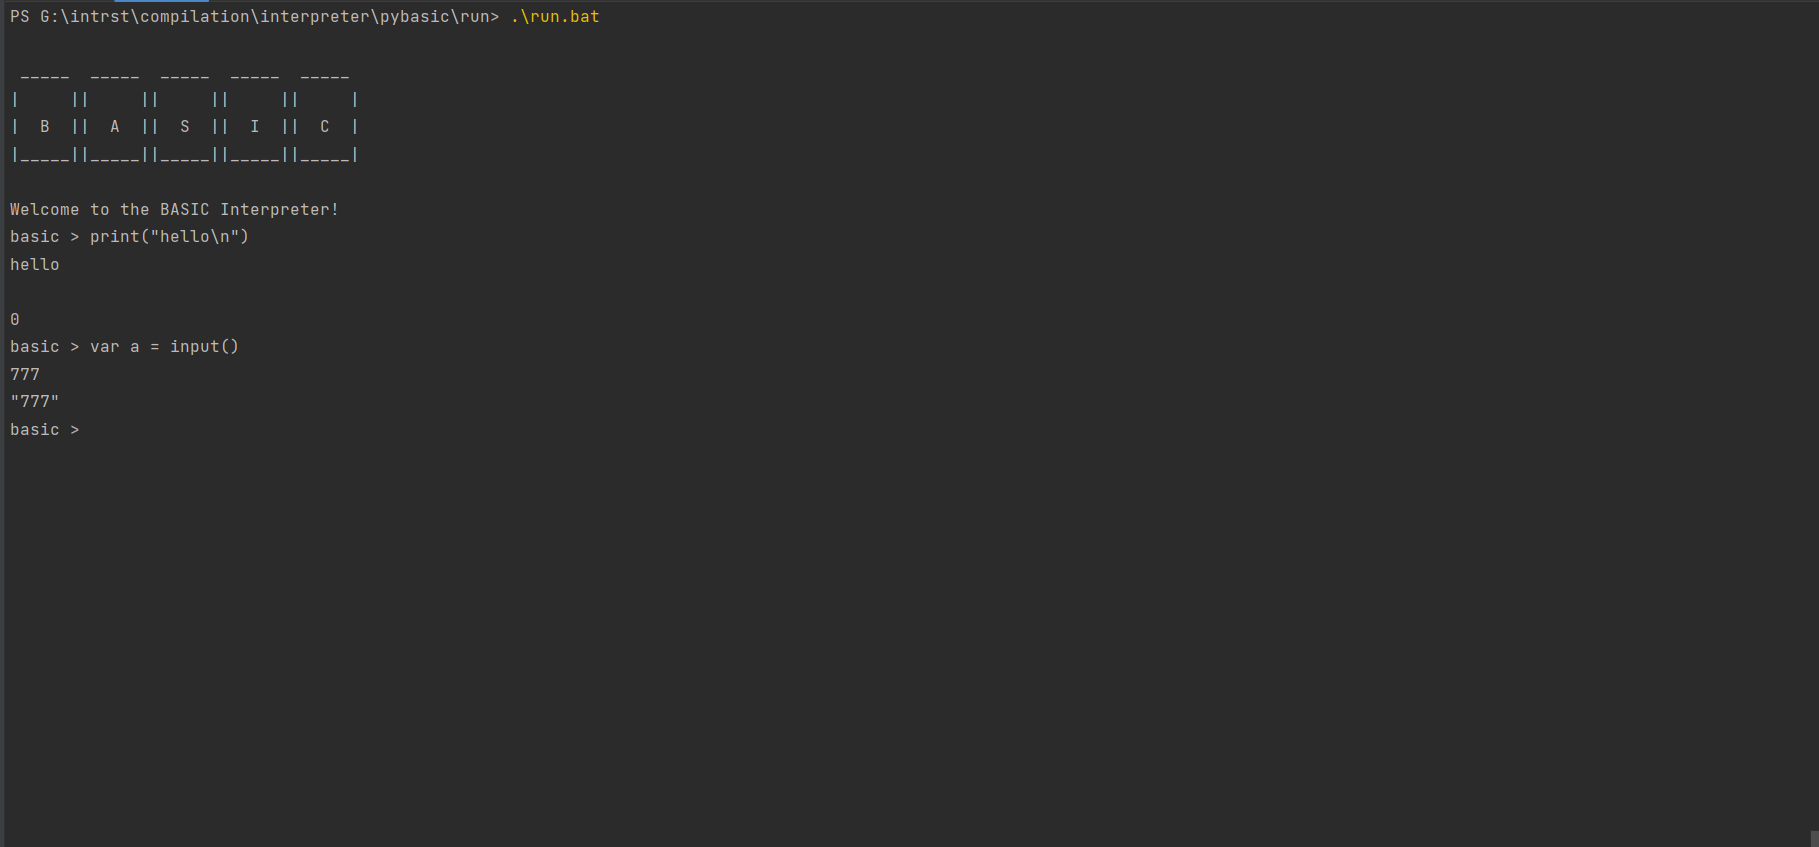 PS G:\intrst\compilation\interpreter\pybasic\run> .\run.bat
 _____  _____  _____  _____  _____
|     ||     ||     ||     ||     |
|  B  ||  A  ||  S  ||  I  ||  C  |
|_____||_____||_____||_____||_____|
Welcome to the BASIC Interpreter!
basic > print("hello\n")
hello
0
basic > var a = input()
777
"777"
basic >